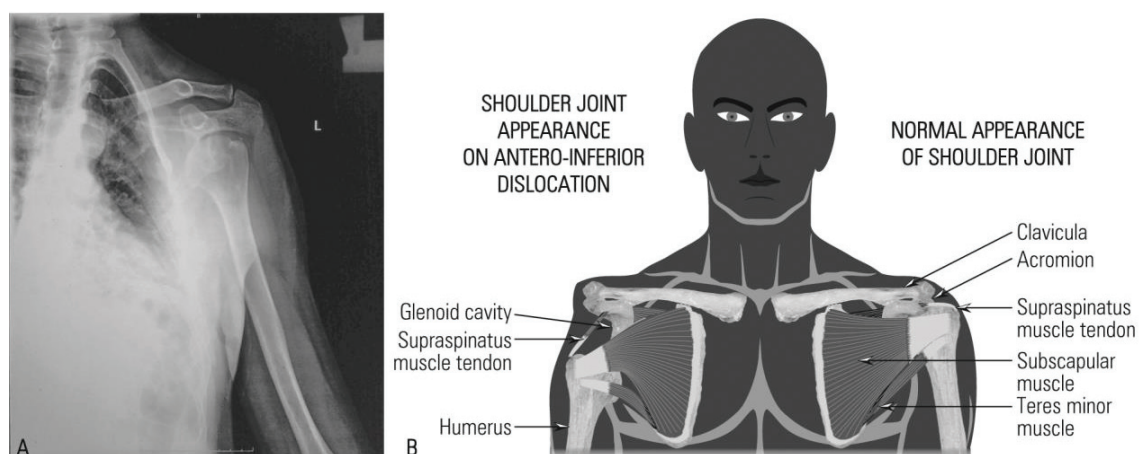 R
L
SHOULDER JOINT
APPEARANCE
ON ANTERO-INFERIOR
DISLOCATION
NORMAL APPEARANCE
OF SHOULDER JOINT
Clavicula
Acromion
Glenoid cavity
Supraspinatus
muscle tendon
Supraspinatus
muscle tendon
Subscapular
muscle
Teres minor
muscle
Humerus
A
B